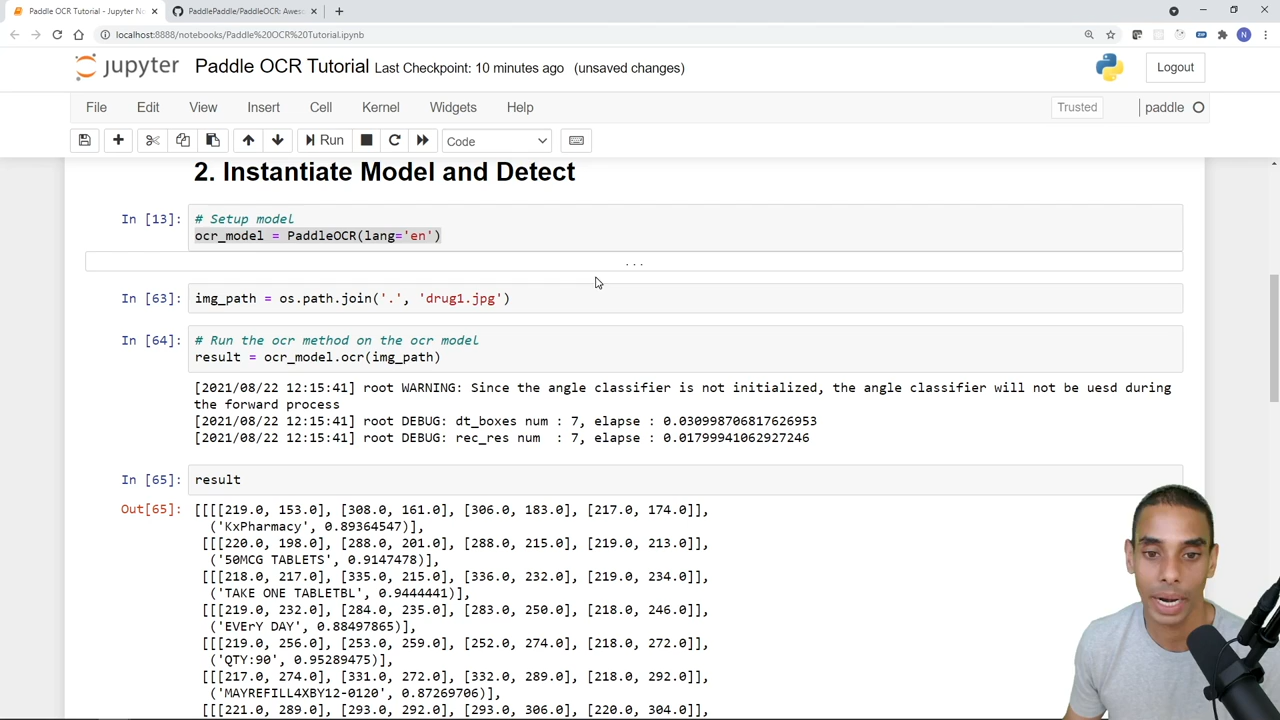 Paddle OCR Tutorial - Jupyter No
PaddlePaddle/PaddleOCR: Awes
localhost:8888/notebooks/Paddle%20OCR%20Tutorial.ipynb
N
jupyter Paddle OCR Tutorial Last Checkpoint: 10 minutes ago (unsaved changes)
Logout
File Edit View Insert Cell Kernel Widgets Help
Trusted
paddle
Run
Code
2. Instantiate Model and Detect
In [13]: # Setup model
ocr_model = PaddleOCR(lang='en')
...
In [63]: img_path = os.path.join('.', 'drug1.jpg')
In [64]: # Run the ocr method on the ocr model
result = ocr_model.ocr(img_path)
[2021/08/22 12:15:41] root WARNING: Since the angle classifier is not initialized, the angle classifier will not be uesd during
the forward process
[2021/08/22 12:15:41] root DEBUG: dt_boxes num : 7, elapse : 0.030998706817626953
[2021/08/22 12:15:41] root DEBUG: rec_res num  : 7, elapse : 0.01799941062927246
In [65]: result
Out[65]: [[[[219.0, 153.0], [308.0, 161.0], [306.0, 183.0], [217.0, 174.0]],
('KxPharmacy', 0.89364547)],
[[[220.0, 198.0], [288.0, 201.0], [288.0, 215.0], [219.0, 213.0]],
('50MCG TABLETS', 0.9147478)],
[[[218.0, 217.0], [335.0, 215.0], [336.0, 232.0], [219.0, 234.0]],
('TAKE ONE TABLETBL', 0.9444441)],
[[[219.0, 232.0], [284.0, 235.0], [283.0, 250.0], [218.0, 246.0]],
('EVErY DAY', 0.88497865)],
[[[219.0, 256.0], [253.0, 259.0], [252.0, 274.0], [218.0, 272.0]],
('QTY:90', 0.95289475)],
[[[217.0, 274.0], [331.0, 272.0], [332.0, 289.0], [218.0, 292.0]],
('MAYREFILL4XBY12-0120', 0.87269706)],
[[[221.0, 289.0], [293.0, 292.0], [293.0, 306.0], [220.0, 304.0]],